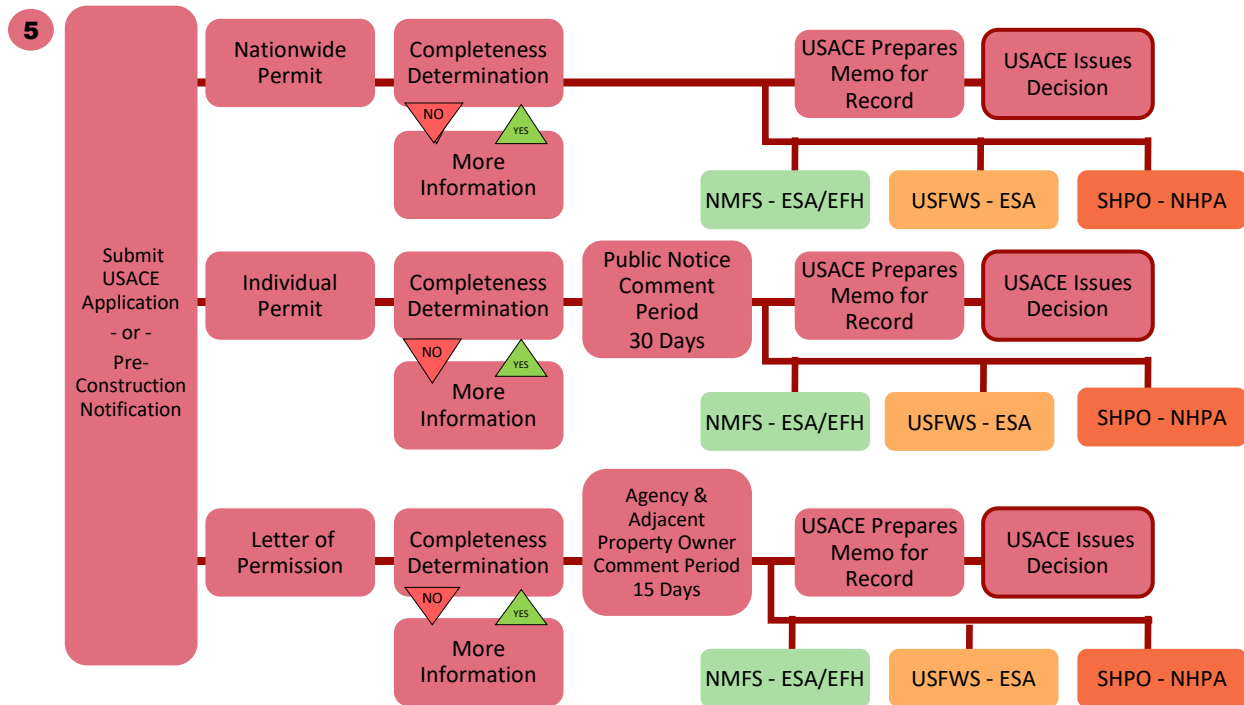 5
Submit
USACE
Application
- or -
Pre-
Construction
Notification
Nationwide
Permit
Completeness
Determination
NO
YES
More
Information
USACE Prepares
Memo for
Record
USACE Issues
Decision
NMFS - ESA/EFH
USFWS - ESA
SHPO - NHPA
Individual
Permit
Completeness
Determination
NO
YES
More
Information
Public Notice
Comment
Period
30 Days
USACE Prepares
Memo for
Record
USACE Issues
Decision
NMFS - ESA/EFH
USFWS - ESA
SHPO - NHPA
Letter of
Permission
Completeness
Determination
NO
YES
More
Information
Agency &
Adjacent
Property Owner
Comment Period
15 Days
USACE Prepares
Memo for
Record
USACE Issues
Decision
NMFS - ESA/EFH
USFWS - ESA
SHPO - NHPA